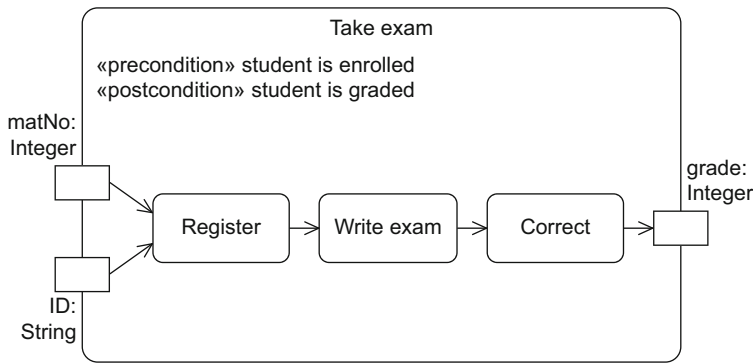 Take exam
«precondition» student is enrolled
«postcondition» student is graded
matNo:
Integer
grade:
Integer
Register
Write exam
Correct
ID:
String